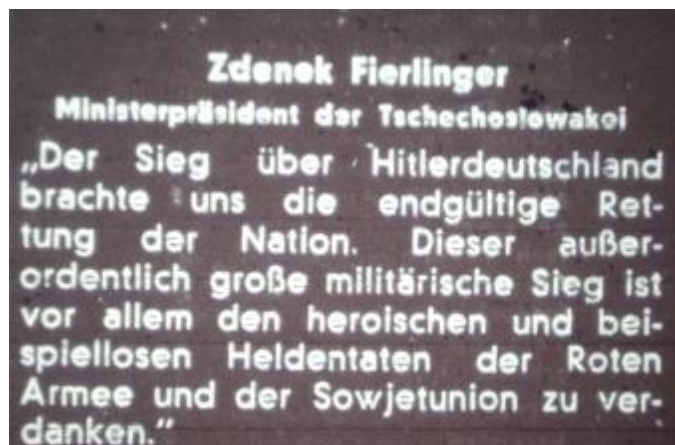 Zdenek Fierlinger
Ministerpräsident der Tschechoslowakei
„Der Sieg über Hitlerdeutschland
brachte uns die endgültige Ret-
tung der Nation. Dieser außer-
ordentlich große militärische Sieg ist
vor allem den heroischen und bei-
spiellosen Heldentaten der Roten
Armee und der Sowjetunion zu ver-
danken.“